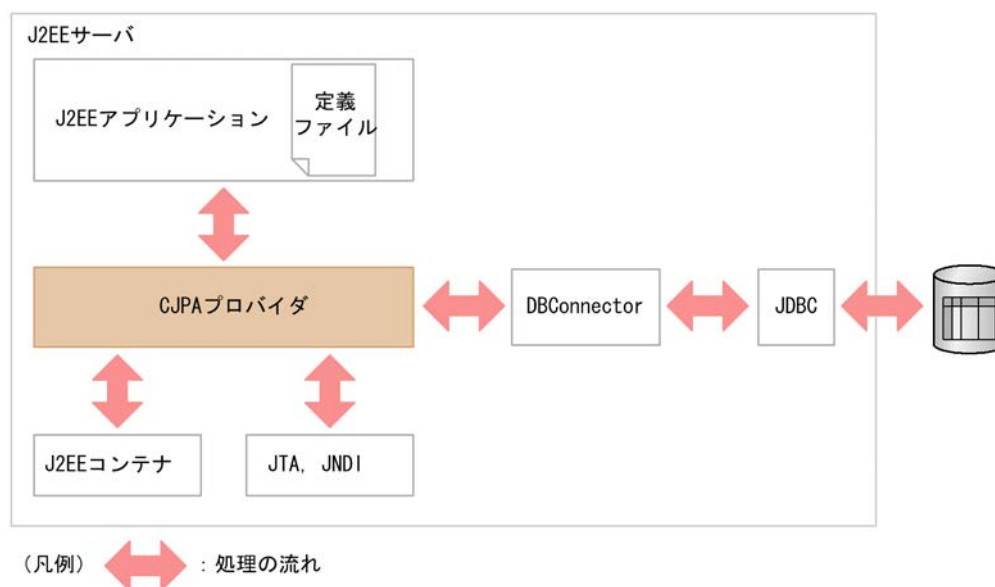 J2EEサーバ
J2EEアプリケーション
定義
ファイル
CJPAプロバイダ
DBConnector
JDBC
J2EEコンテナ
JTA, JNDI
(凡例) : 処理の流れ